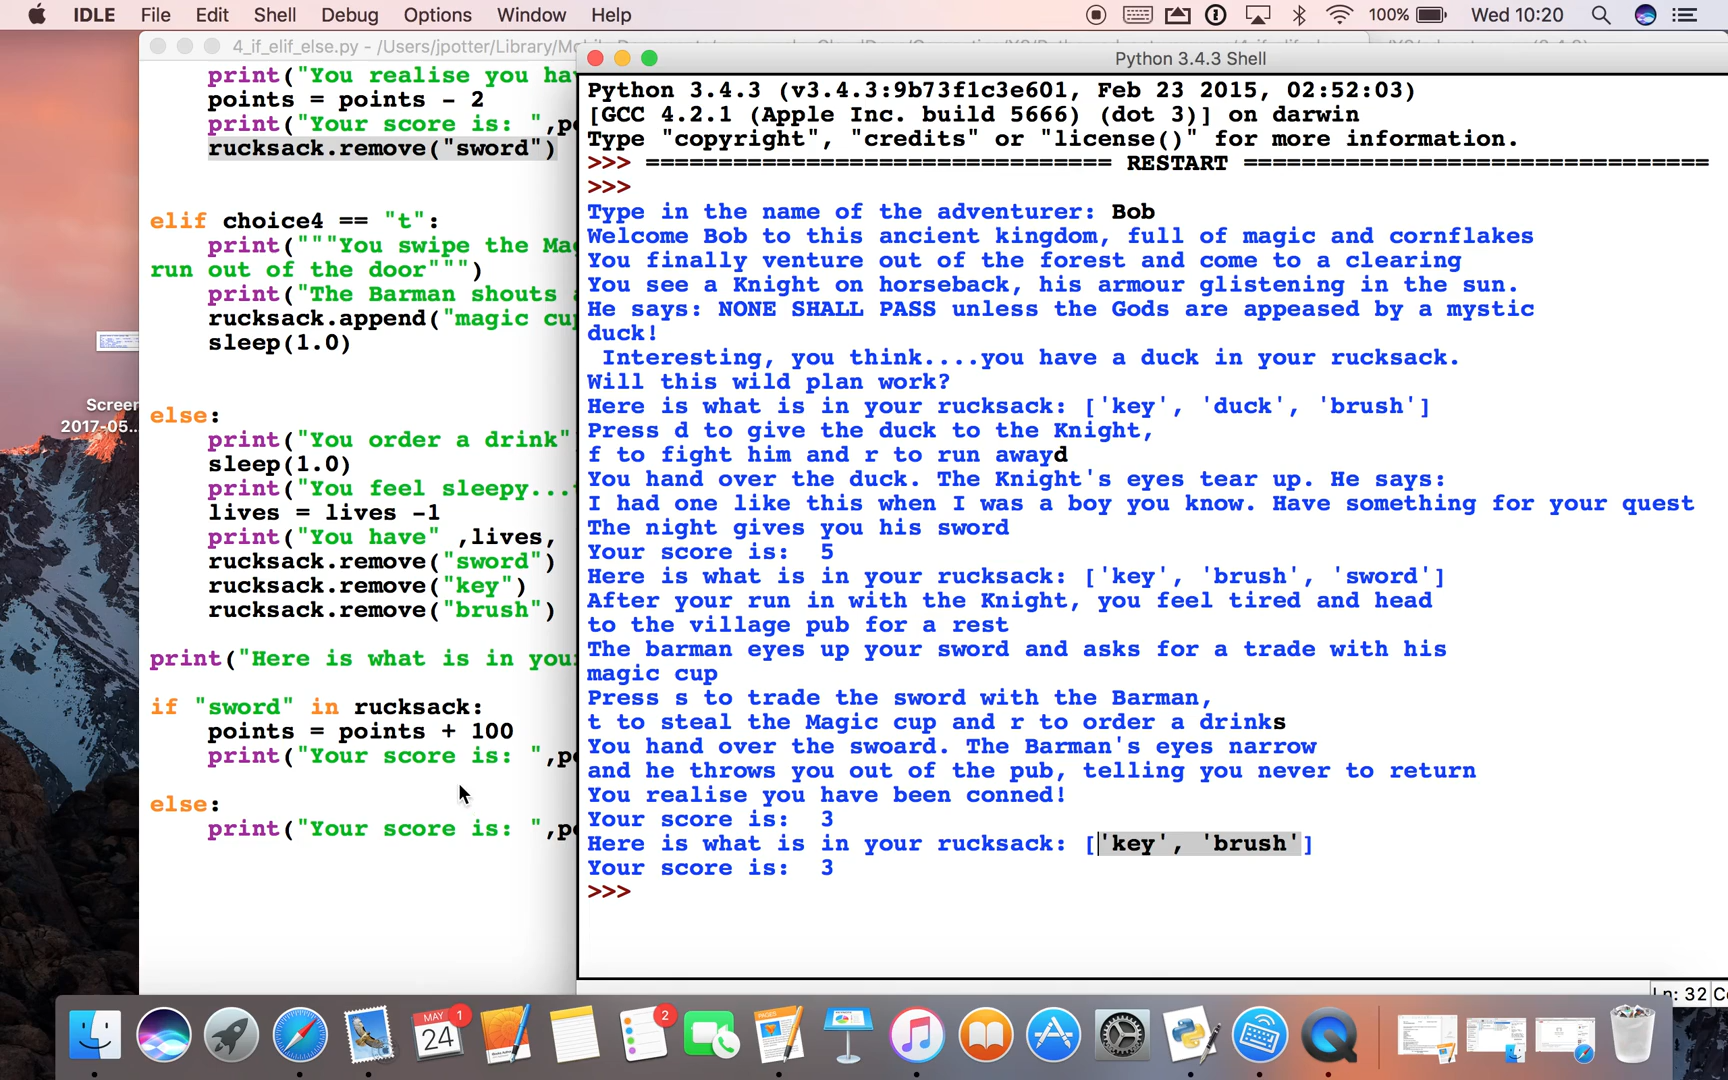 IDLE File Edit Shell Debug Options Window Help 100% Wed 10:20
4_if_elif_else.py - /Users/jpotter/Library/
Python 3.4.3 Shell
print("You realise you hav
points = points - 2
print("Your score is: ",po
rucksack.remove("sword")
elif choice4 == "t":
print("""You swipe the Mag
run out of the door""")
print("The Barman shouts a
rucksack.append("magic cup
sleep(1.0)
else:
print("You order a drink"
sleep(1.0)
print("You feel sleepy...
lives = lives -1
print("You have" ,lives,
rucksack.remove("sword")
rucksack.remove("key")
rucksack.remove("brush")
print("Here is what is in your
if "sword" in rucksack:
points = points + 100
print("Your score is: ",po
else:
print("Your score is: ",po
Python 3.4.3 (v3.4.3:9b73f1c3e601, Feb 23 2015, 02:52:03)
[GCC 4.2.1 (Apple Inc. build 5666) (dot 3)] on darwin
Type "copyright", "credits" or "license()" for more information.
>>> ================================ RESTART ================================
>>>
Type in the name of the adventurer: Bob
Welcome Bob to this ancient kingdom, full of magic and cornflakes
You finally venture out of the forest and come to a clearing
You see a Knight on horseback, his armour glistening in the sun.
He says: NONE SHALL PASS unless the Gods are appeased by a mystic
duck!
Interesting, you think....you have a duck in your rucksack.
Will this wild plan work?
Here is what is in your rucksack: ['key', 'duck', 'brush']
Press d to give the duck to the Knight,
f to fight him and r to run awayd
You hand over the duck. The Knight's eyes tear up. He says:
I had one like this when I was a boy you know. Have something for your quest
The night gives you his sword
Your score is:  5
Here is what is in your rucksack: ['key', 'brush', 'sword']
After your run in with the Knight, you feel tired and head
to the village pub for a rest
The barman eyes up your sword and asks for a trade with his
magic cup
Press s to trade the sword with the Barman,
t to steal the Magic cup and r to order a drinks
You hand over the swoard. The Barman's eyes narrow
and he throws you out of the pub, telling you never to return
You realise you have been conned!
Your score is:  3
Here is what is in your rucksack: ['key', 'brush']
Your score is:  3
>>>
Ln: 32
Screen
2017-05...
MAY
24
1
2
PAGES